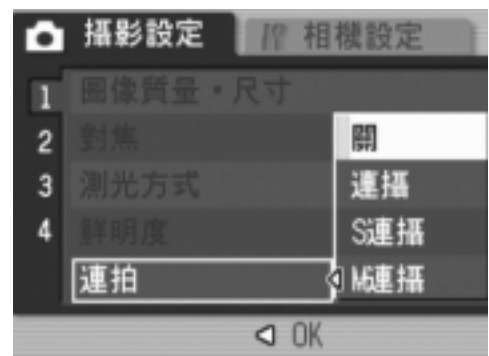 攝影設定 相機設定
1 圖像質量・尺寸
2 對焦
3 測光方式
4 鮮明度
連拍
開
連攝
S連攝
M連攝
OK